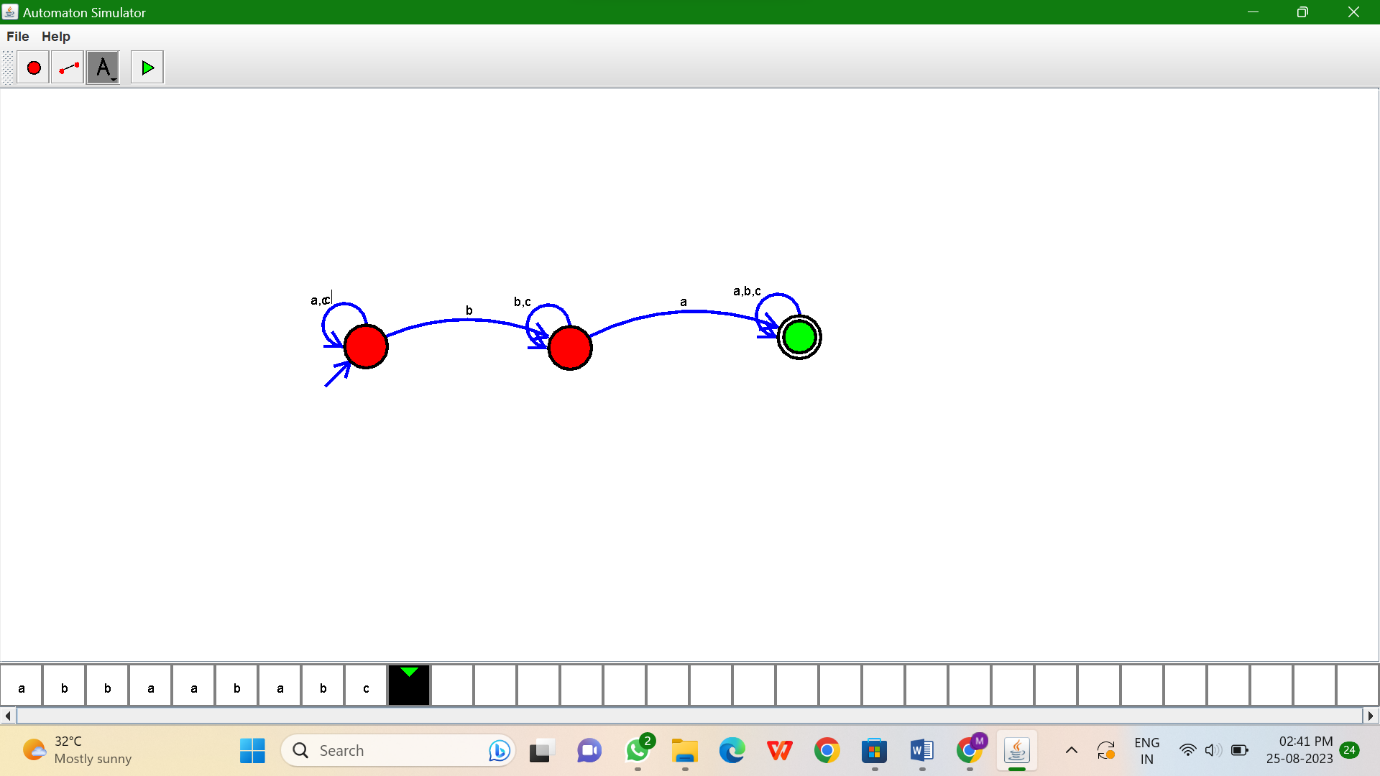 Automaton Simulator
File Help
A
a,c
b
b,c
a
a,b,c
a b b a a b a b c
32°C
Mostly sunny
Search
2
M
ENG
IN
02:41 PM
25-08-2023
24